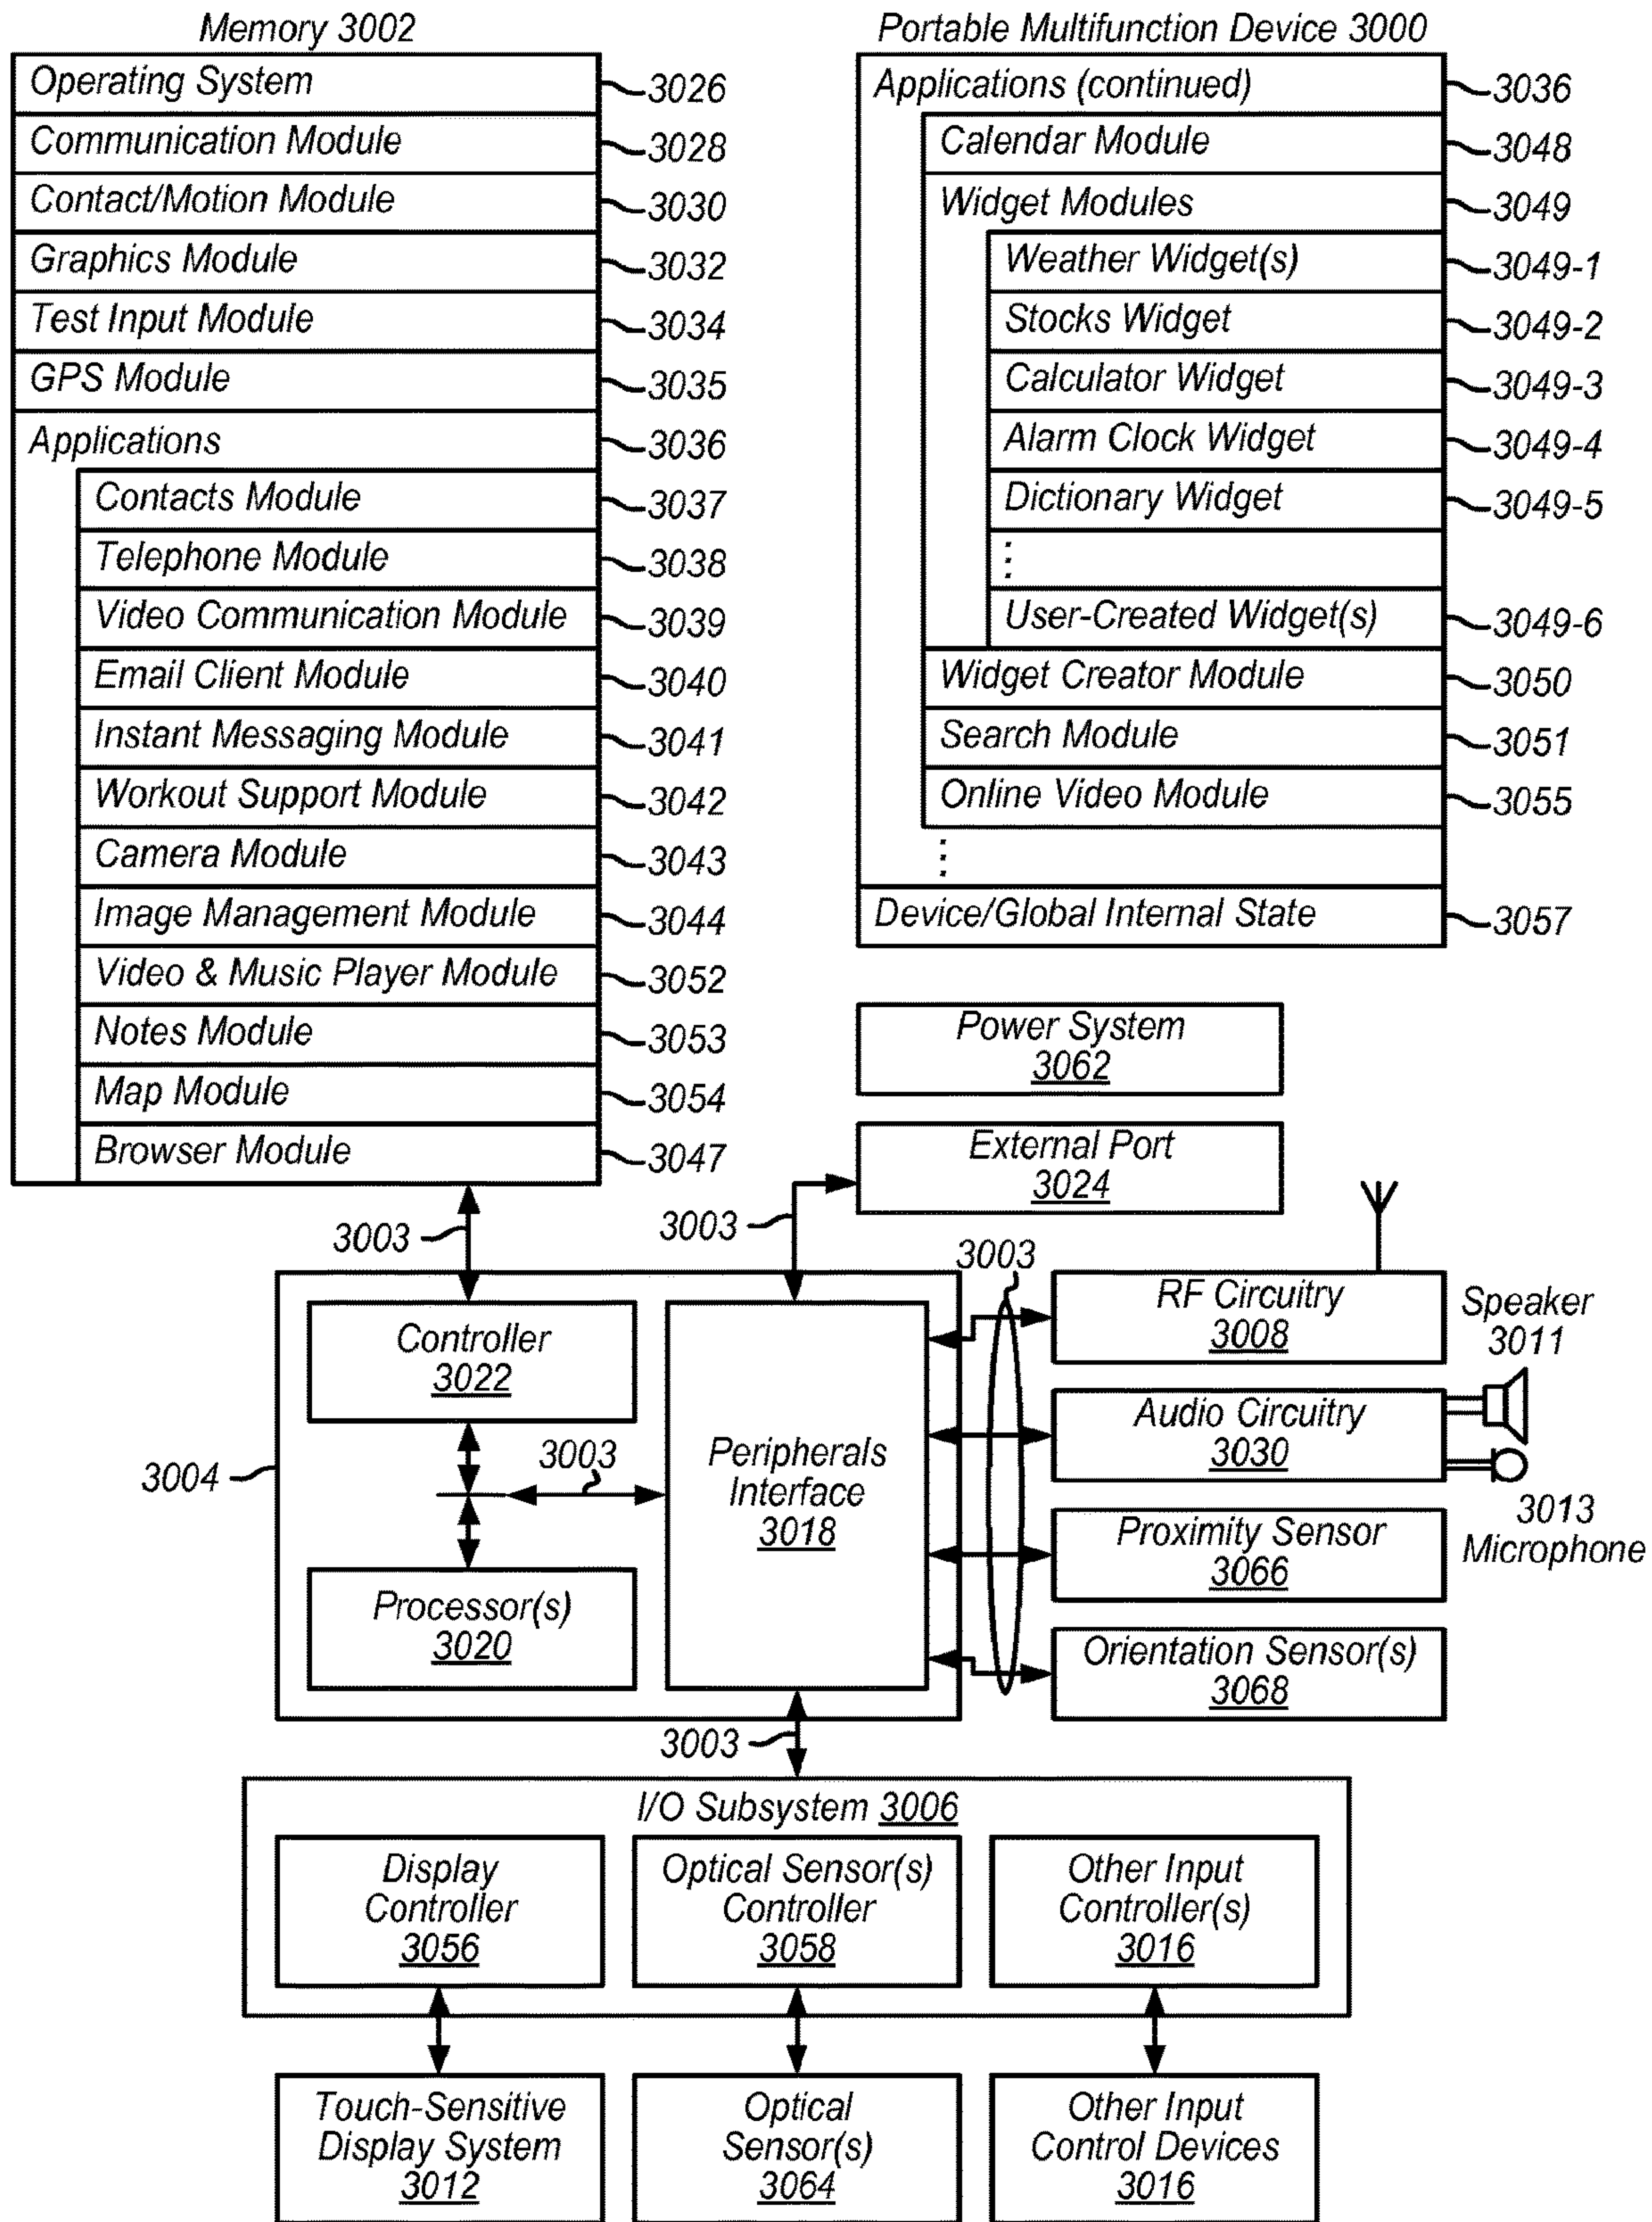 Memory 3002
Operating System 3026
Communication Module 3028
Contact/Motion Module 3030
Graphics Module 3032
Test Input Module 3034
GPS Module 3035
Applications 3036
Contacts Module 3037
Telephone Module 3038
Video Communication Module 3039
Email Client Module 3040
Instant Messaging Module 3041
Workout Support Module 3042
Camera Module 3043
Image Management Module 3044
Video & Music Player Module 3052
Notes Module 3053
Map Module 3054
Browser Module 3047
Portable Multifunction Device 3000
Applications (continued) 3036
Calendar Module 3048
Widget Modules 3049
Weather Widget(s) 3049-1
Stocks Widget 3049-2
Calculator Widget 3049-3
Alarm Clock Widget 3049-4
Dictionary Widget 3049-5
⋮
User-Created Widget(s) 3049-6
Widget Creator Module 3050
Search Module 3051
Online Video Module 3055
⋮
Device/Global Internal State 3057
Power System
3062
External Port
3024
3003
3003
3003
RF Circuitry
3008
Speaker
3011
Audio Circuitry
3030
3013
Microphone
Proximity Sensor
3066
Orientation Sensor(s)
3068
3004
Controller
3022
3003
Peripherals
Interface
3018
Processor(s)
3020
3003
I/O Subsystem 3006
Display
Controller
3056
Optical Sensor(s)
Controller
3058
Other Input
Controller(s)
3016
Touch-Sensitive
Display System
3012
Optical
Sensor(s)
3064
Other Input
Control Devices
3016